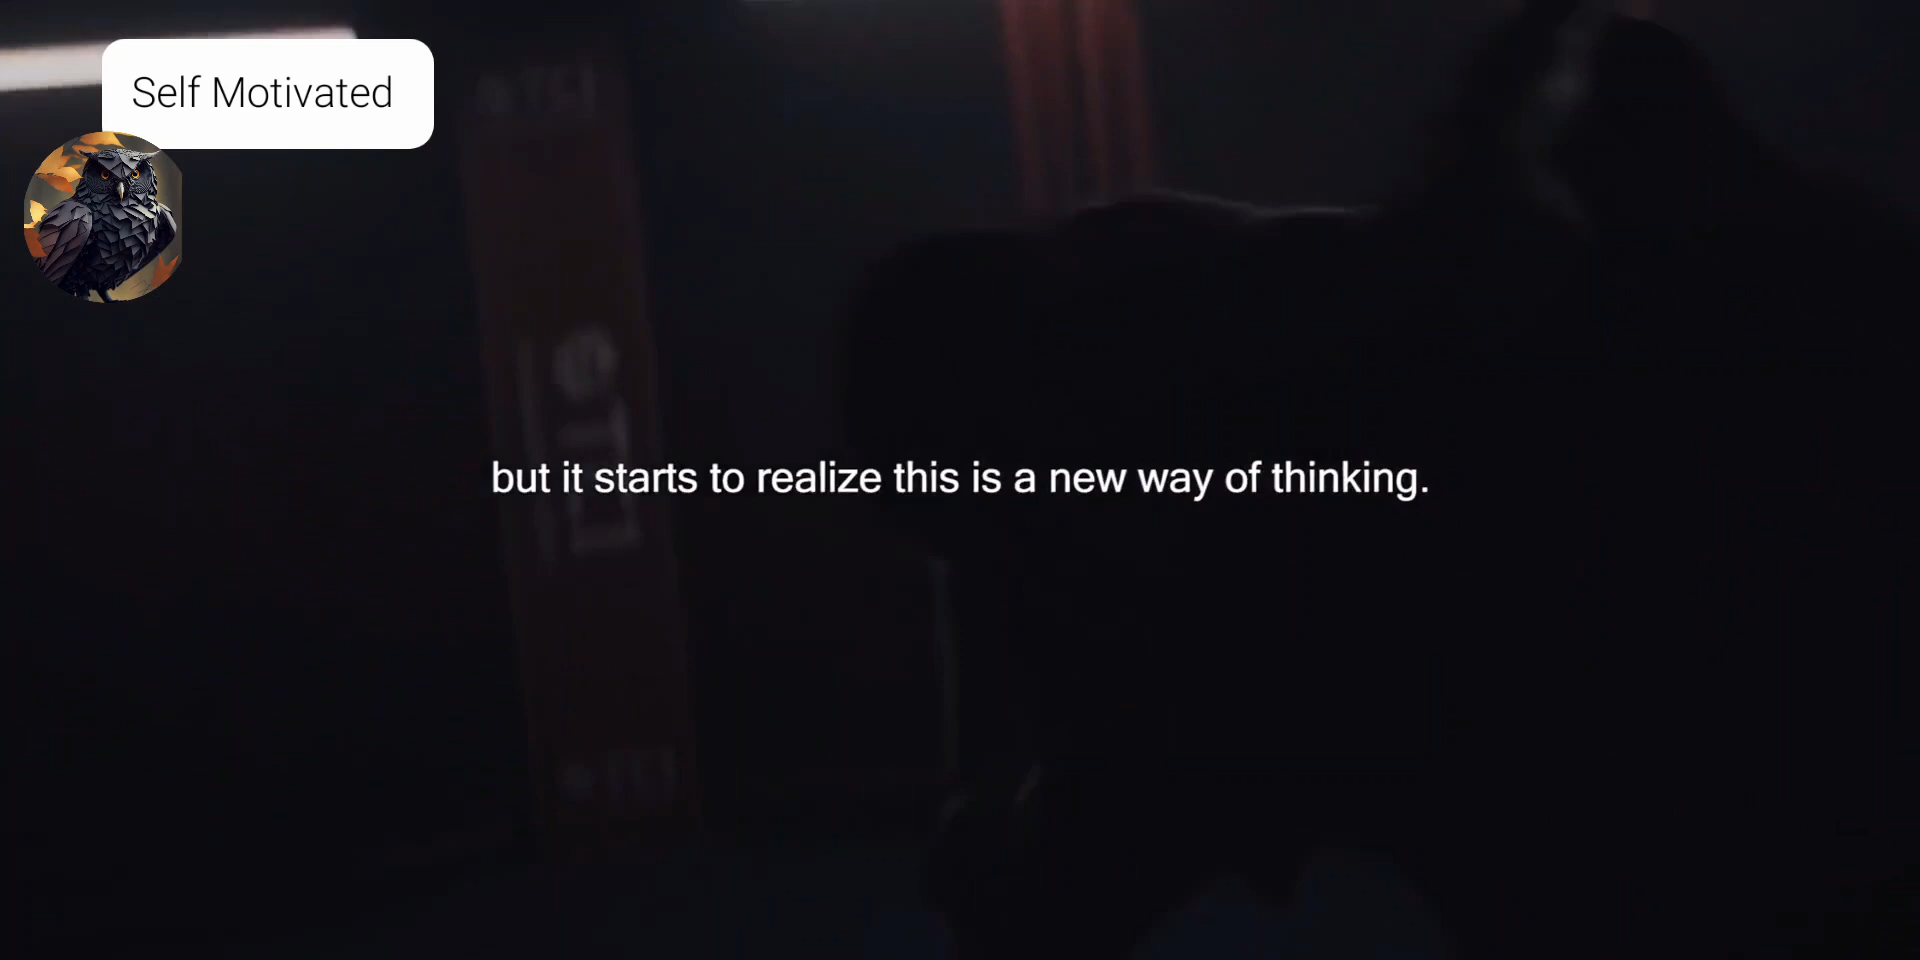 Self Motivated
but it starts to realize this is a new way of thinking.